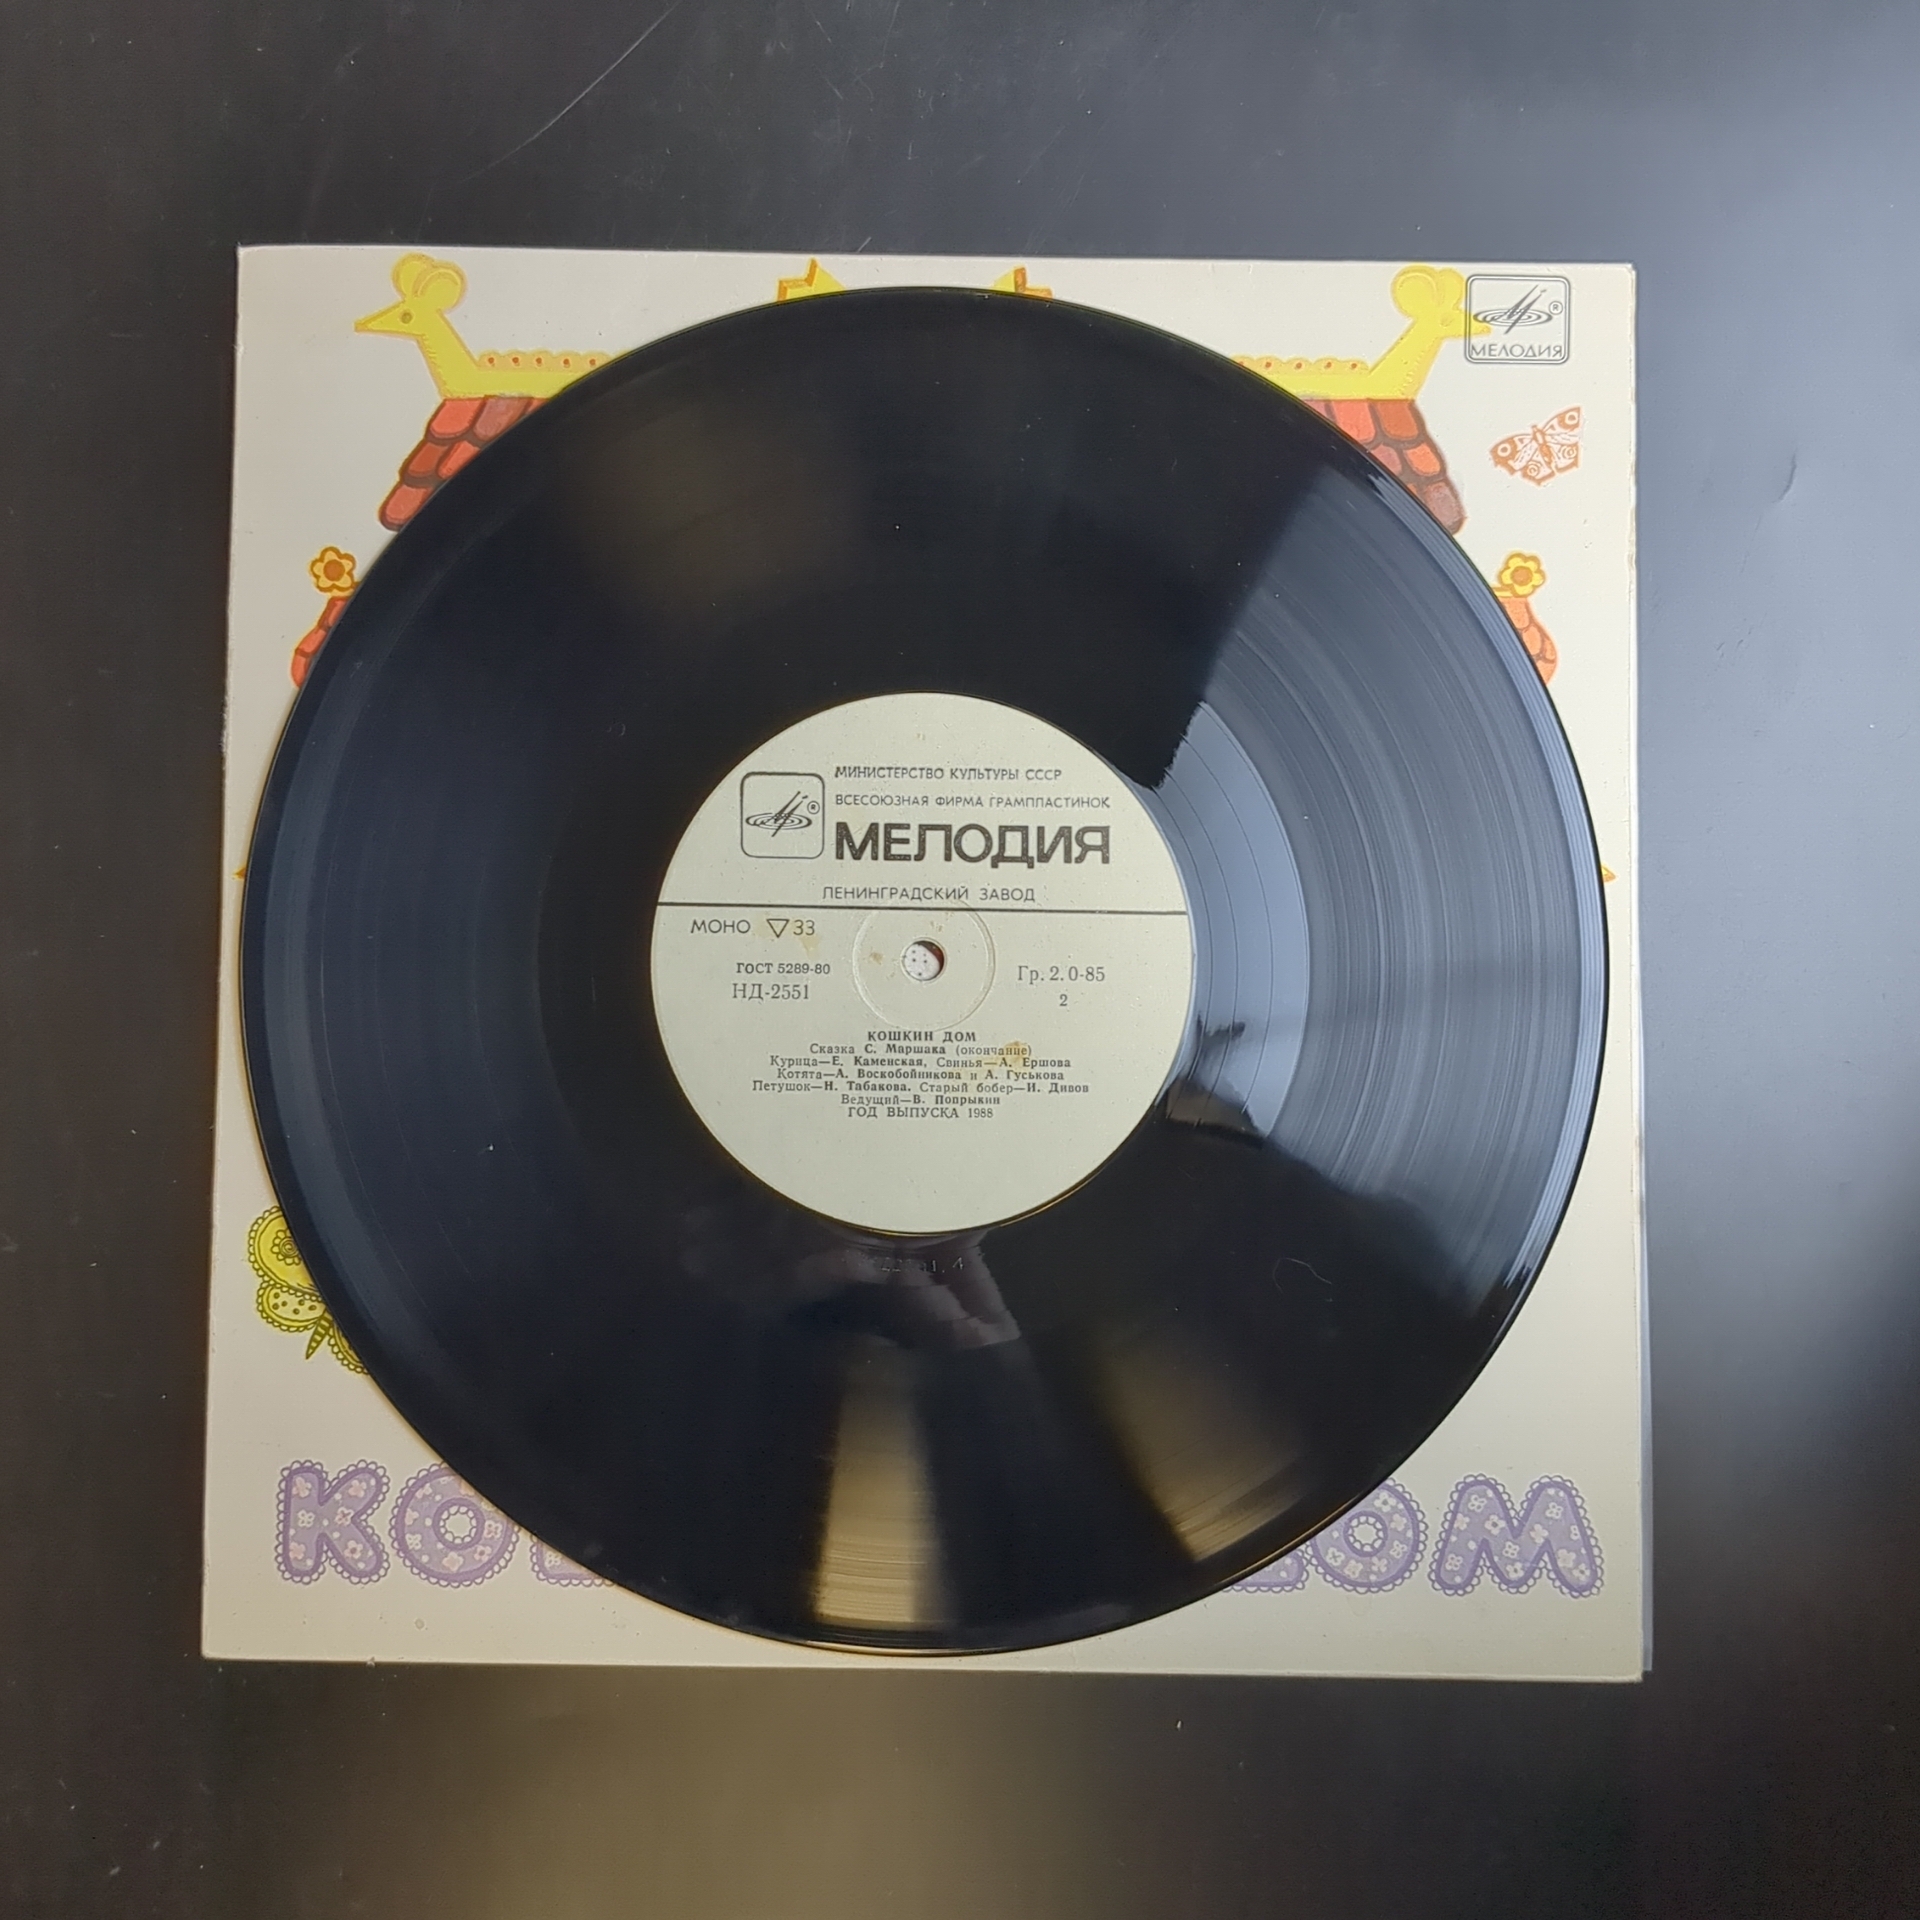 МЕЛОДИЯ
МИНИСТЕРСТВО КУЛЬТУРЫ СССР
ВСЕСОЮЗНАЯ ФИРМА ГРАМПЛАСТИНОК
МЕЛОДИЯ
ЛЕНИНГРАДСКИЙ ЗАВОД
МОНО 33
ГОСТ 5289-80
НД-2551
Гр. 2. 0-85
2
КОШКИН ДОМ
Сказка С. Маршака (окончание)
Курица—Е. Каменская, Свинья—А. Ершова
Котята—А. Воскобойникова и А. Гуськова
Петушок—Н. Табакова. Старый бобер—И. Дивов
Ведущий—В. Попрыкин
ГОД ВЫПУСКА 1988